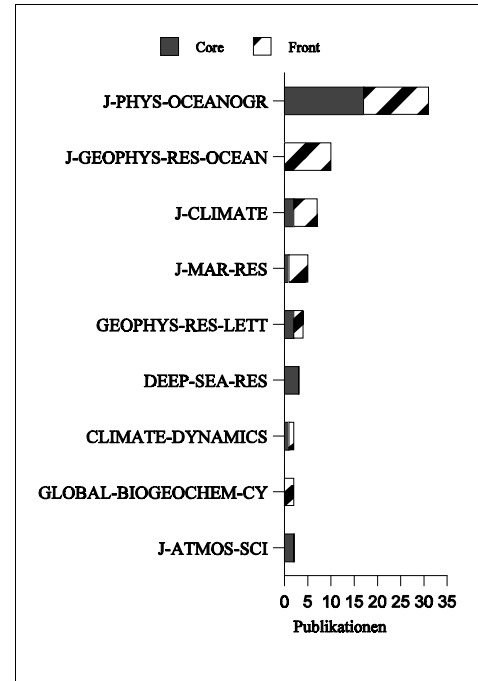 Core Front
J-PHYS-OCEANOGR
J-GEOPHYS-RES-OCEAN
J-CLIMATE
J-MAR-RES
GEOPHYS-RES-LETT
DEEP-SEA-RES
CLIMATE-DYNAMICS
GLOBAL-BIOGEOCHEM-CY
J-ATMOS-SCI
0 5 10 15 20 25 30 35
Publikationen